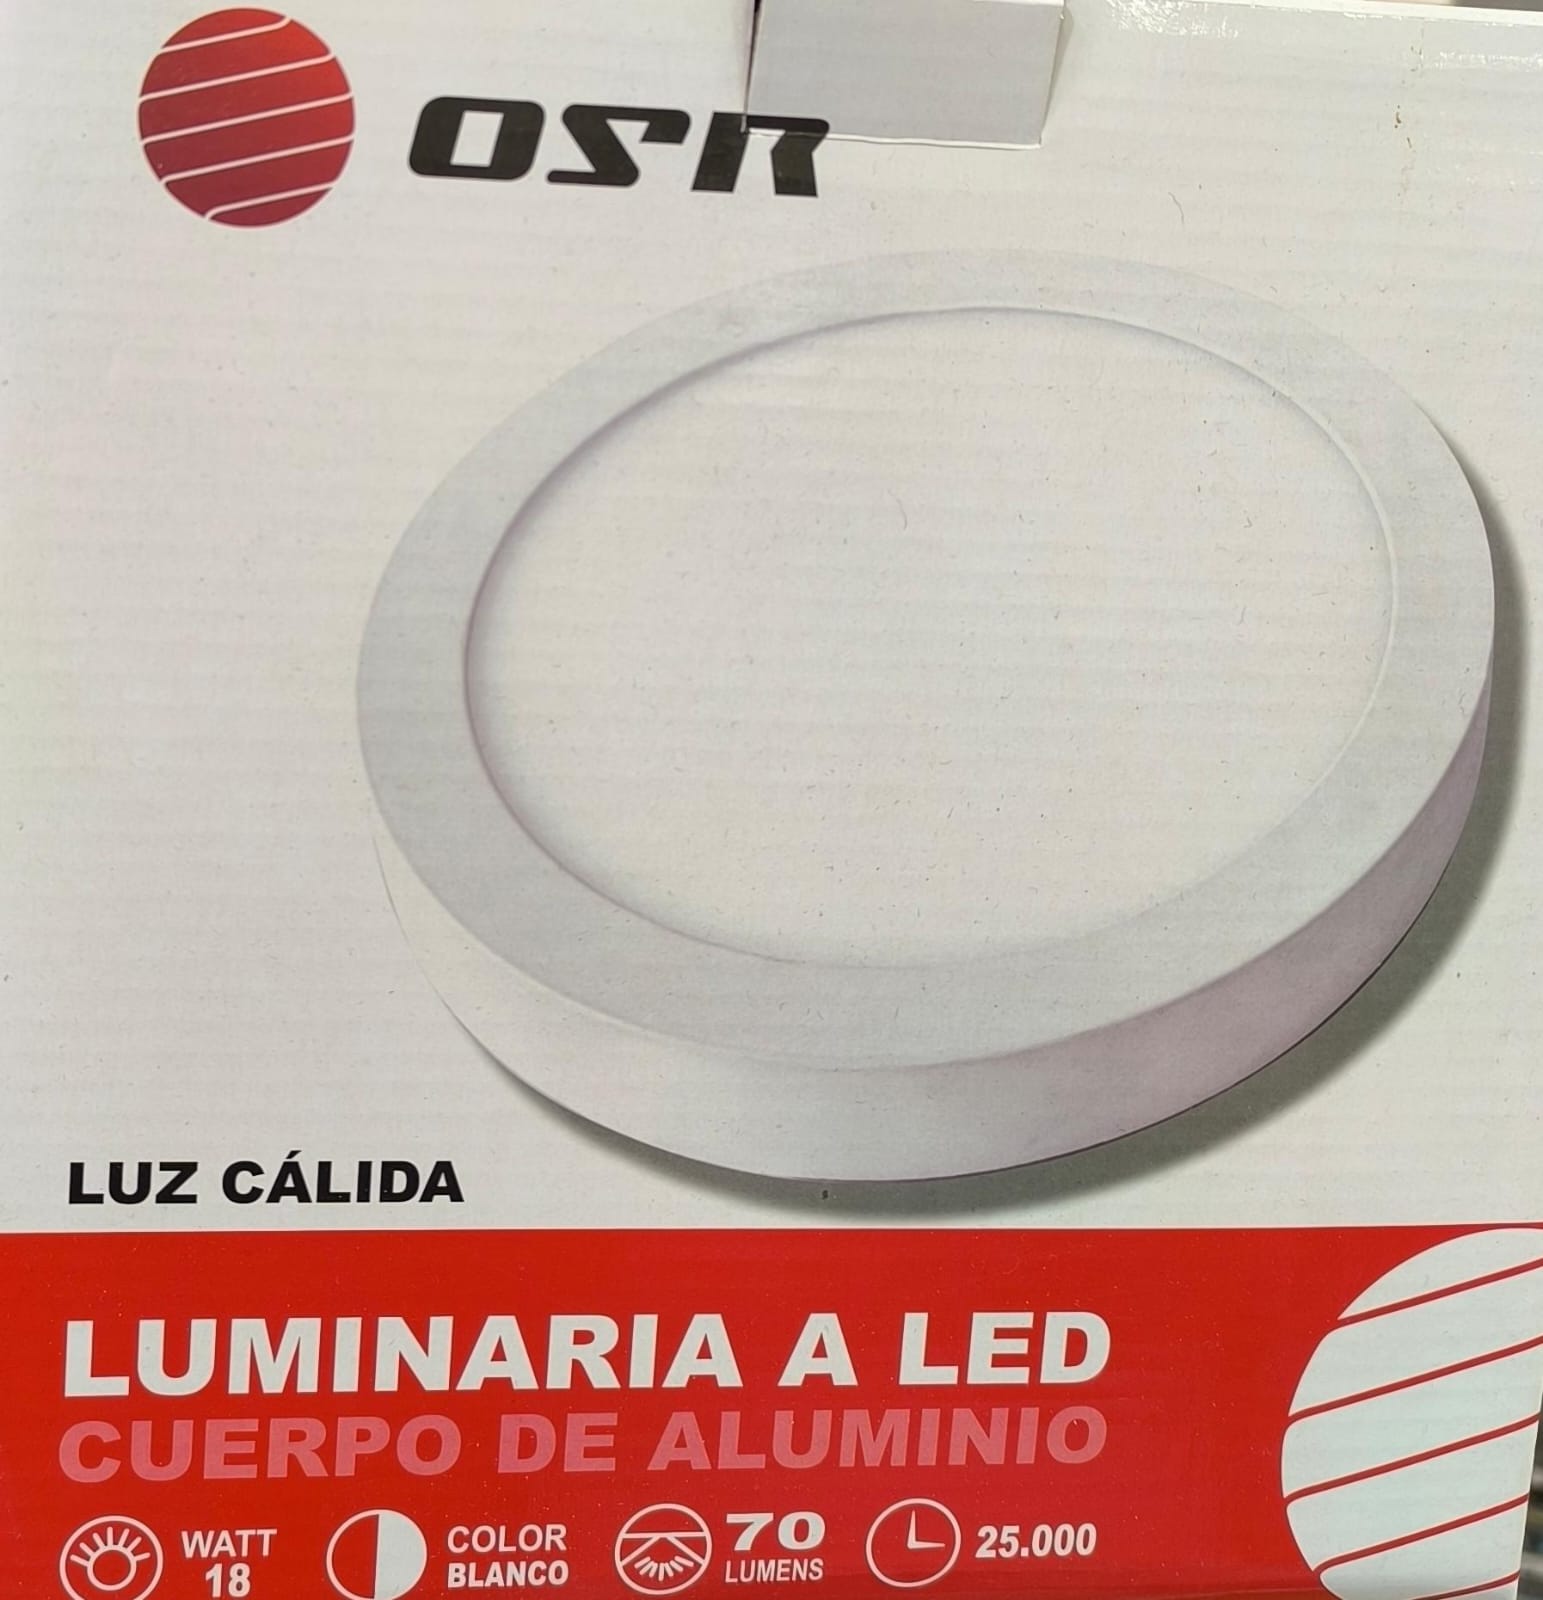 OSR
LUZ CÁLIDA
LUMINARIA A LED
CUERPO DE ALUMINIO
WATT
18
COLOR
BLANCO
70
LUMENS
25.000